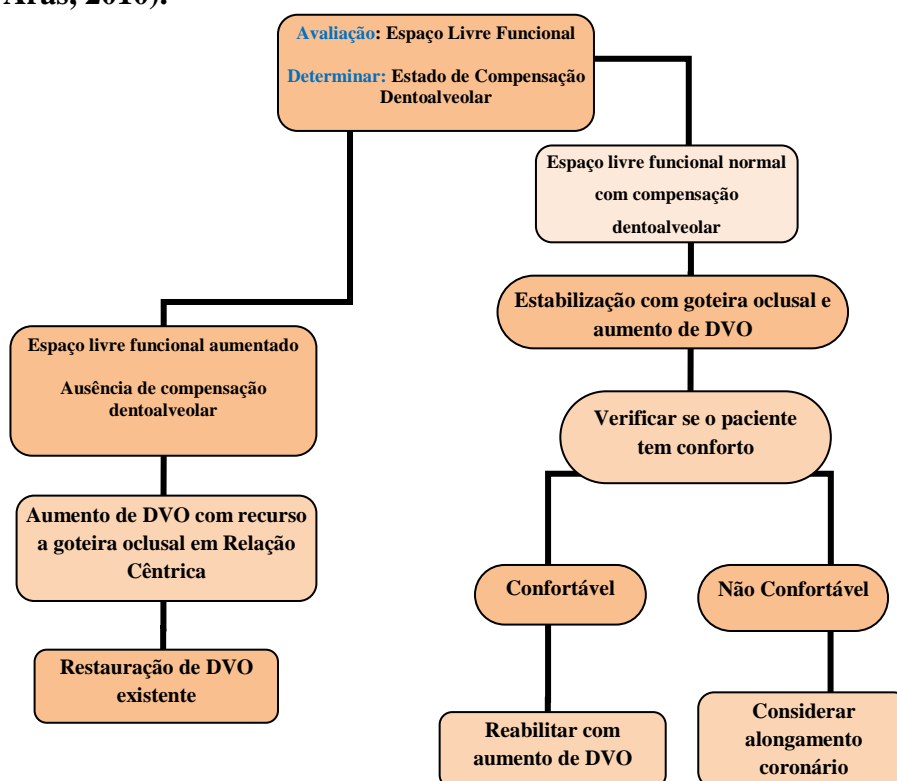 Aras, 2010).
Avaliação: Espaço Livre Funcional
Determinar: Estado de Compensação
Dentoalveolar
Espaço livre funcional normal
com compensação
dentoalveolar
Estabilização com goteira oclusal e
aumento de DVO
Espaço livre funcional aumentado
Ausência de compensação
dentoalveolar
Verificar se o paciente
tem conforto
Aumento de DVO com recurso
a goteira oclusal em Relação
Cêntrica
Confortável
Não Confortável
Restauração de DVO
existente
Reabilitar com
aumento de DVO
Considerar
alongamento
coronário